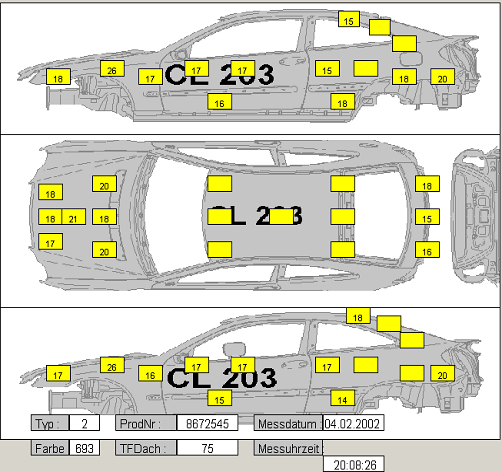 15
18 26 17 17 17 15 18 20
CL 203
16 18
18 20 18
18 21 18 CL 203 15
17 20 16
18
17 26 16 17 17 17 20
CL 203
15 14
Typ : 2 ProdNr : 8672545 Messdatum : 04.02.2002
Farbe 693 TFDach : 75 Messuhrzeit
20:08:26